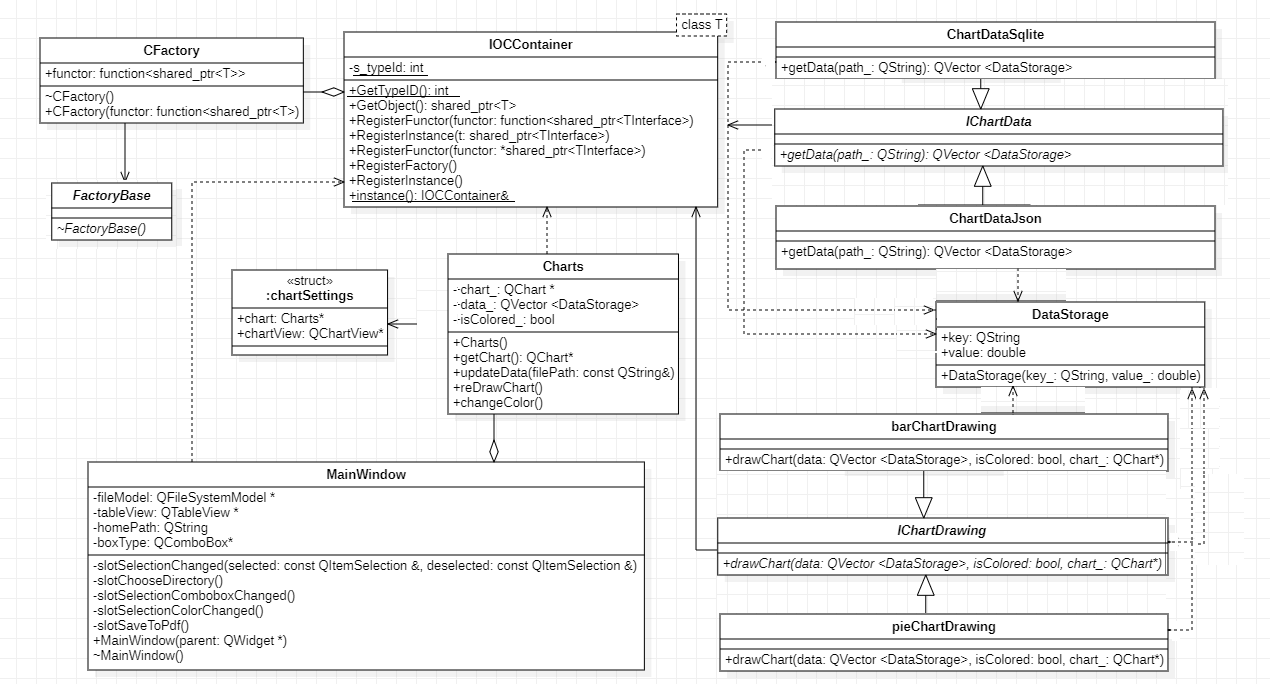 class T
CFactory
+functor: function<shared_ptr<T>>
~CFactory()
+CFactory(functor: function<shared_ptr<T>)
IOCContainer
-s_typeId: int
+GetTypeID(): int
+GetObject(): shared_ptr<T>
+RegisterFunctor(functor: function<shared_ptr<TInterface>)
+RegisterInstance(t: shared_ptr<TInterface>)
+RegisterFunctor(functor: *shared_ptr<TInterface>)
+RegisterFactory()
+RegisterInstance()
+instance(): IOCContainer&
ChartDataSqlite
+getData(path_: QString): QVector <DataStorage>
IChartData
+getData(path_: QString): QVector <DataStorage>
ChartDataJson
+getData(path_: QString): QVector <DataStorage>
FactoryBase
~FactoryBase()
«struct»
:chartSettings
+chart: Charts*
+chartView: QChartView*
Charts
-chart_: QChart *
-data_: QVector <DataStorage>
-isColored_: bool
+Charts()
+getChart(): QChart*
+updateData(filePath: const QString&)
+reDrawChart()
+changeColor()
DataStorage
+key: QString
+value: double
+DataStorage(key_: QString, value_: double)
barChartDrawing
+drawChart(data: QVector <DataStorage>, isColored: bool, chart_: QChart*)
IChartDrawing
+drawChart(data: QVector <DataStorage>, isColored: bool, chart_: QChart*)
pieChartDrawing
+drawChart(data: QVector <DataStorage>, isColored: bool, chart_: QChart*)
MainWindow
-fileModel: QFileSystemModel *
-tableView: QTableView *
-homePath: QString
-boxType: QComboBox*
-slotSelectionChanged(selected: const QItemSelection &, deselected: const QItemSelection &)
-slotChooseDirectory()
-slotSelectionComboboxChanged()
-slotSelectionColorChanged()
-slotSaveToPdf()
+MainWindow(parent: QWidget *)
~MainWindow()